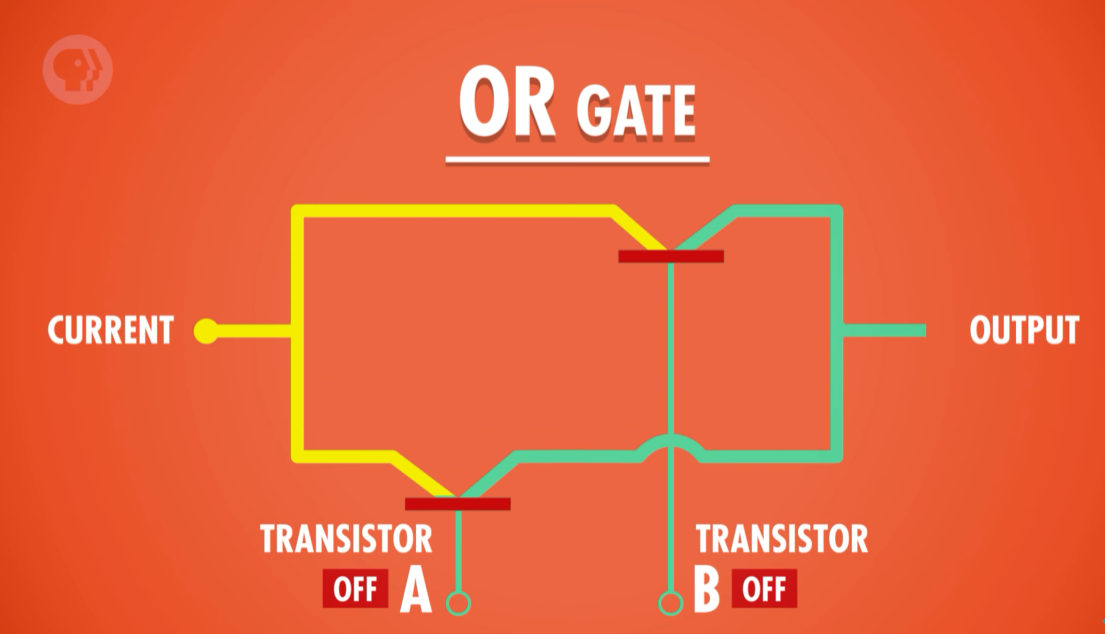 OR GATE
CURRENT
OUTPUT
TRANSISTOR
OFF A
TRANSISTOR
B OFF